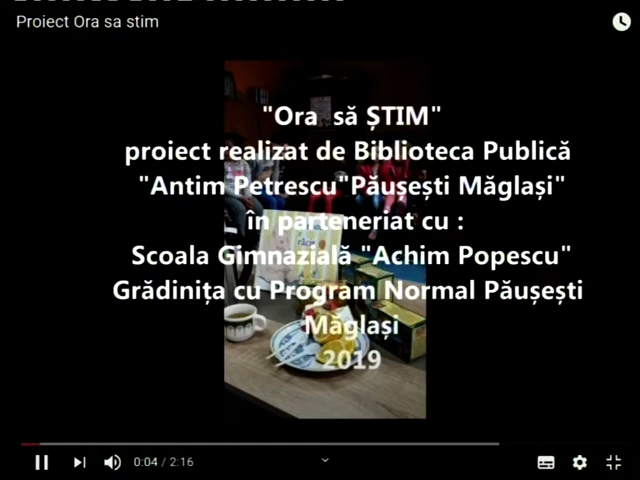 Proiect Ora sa stim
"Ora să ȘTIM"
proiect realizat de Biblioteca Publică
"Antim Petrescu"Păusești Măglași"
în parteneriat cu :
Scoala Gimnazială "Achim Popescu"
Grădinița cu Program Normal Păușești
Măglași
2019
0:04 / 2:16